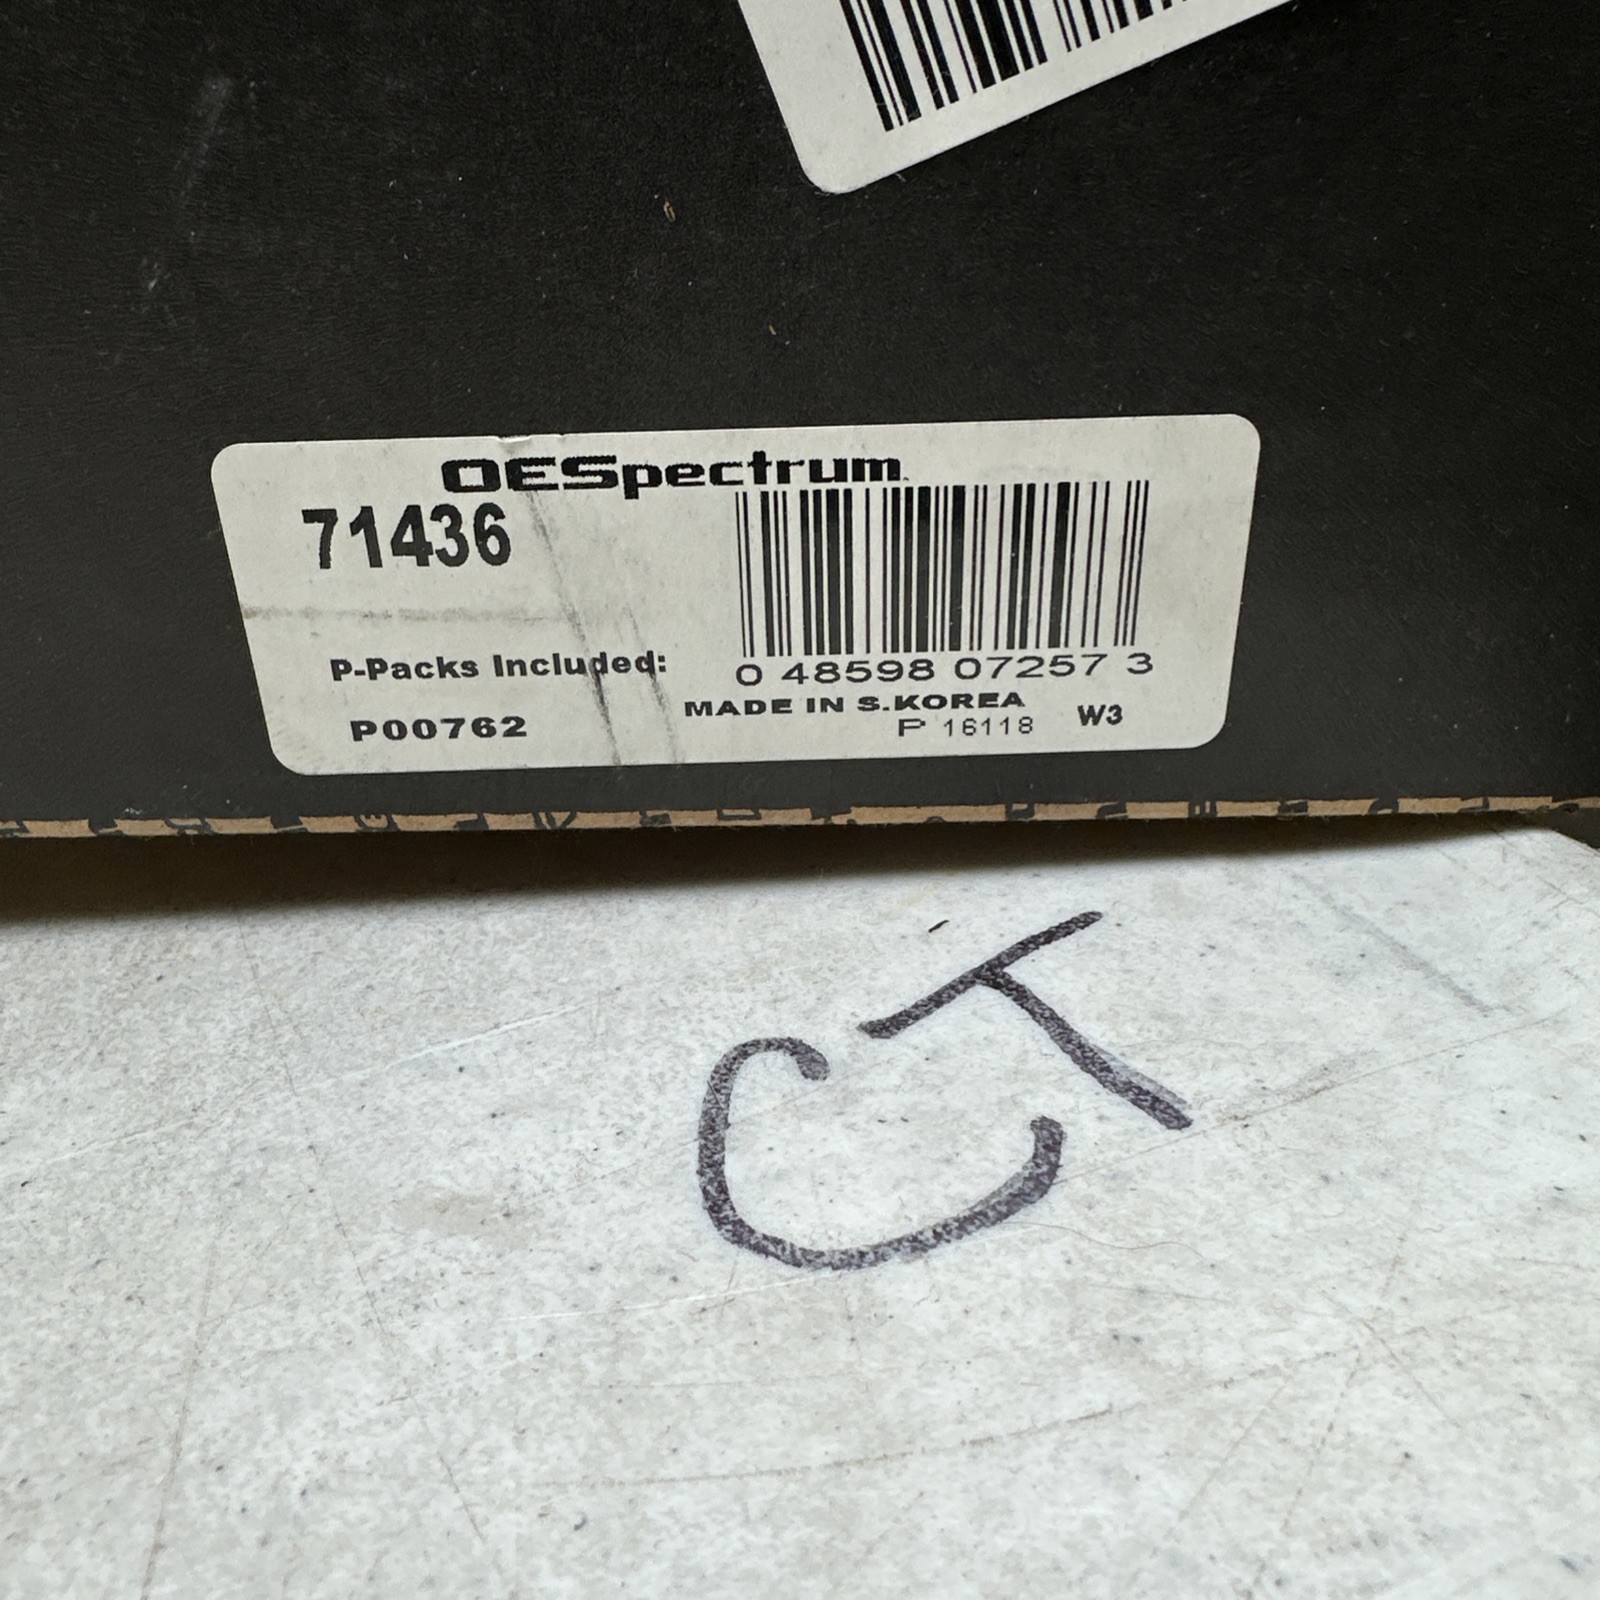 OESpectrum
71436
P-Packs Included:
P00762
0 48598 07257 3
MADE IN S.KOREA
P 16118 W3
CT